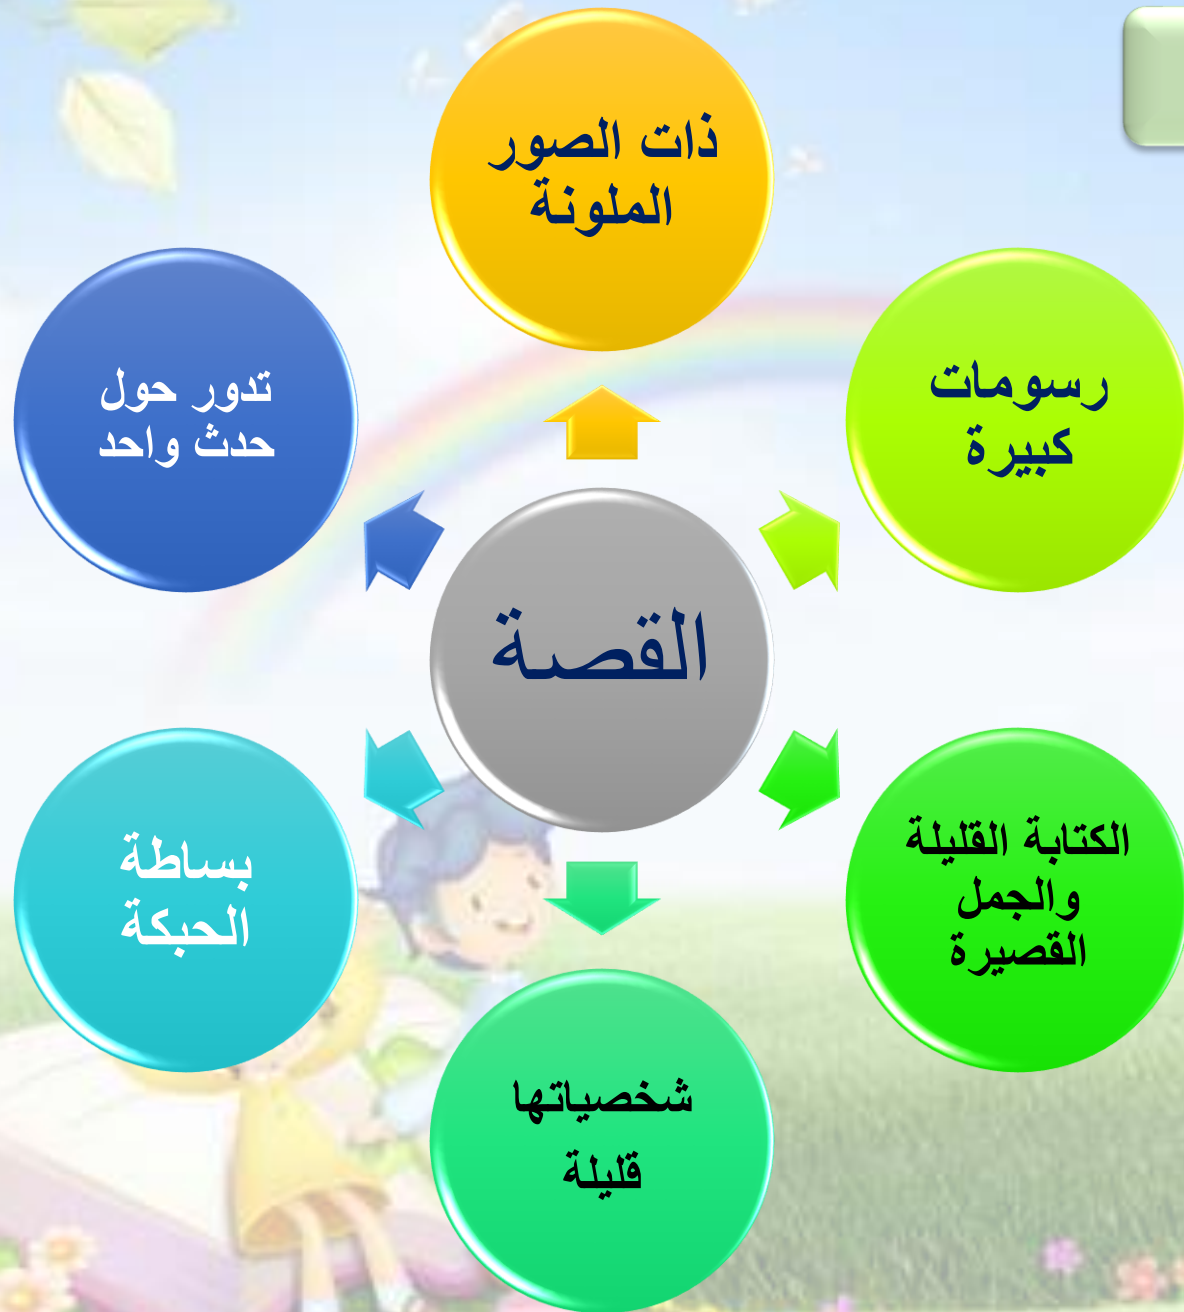 ذات الصور
الملونة
رسومات
كبيرة
تدور حول
حدث واحد
القصة
الكتابة القليلة
والجمل
القصيرة
بساطة
الحبكة
شخصياتها
قليلة